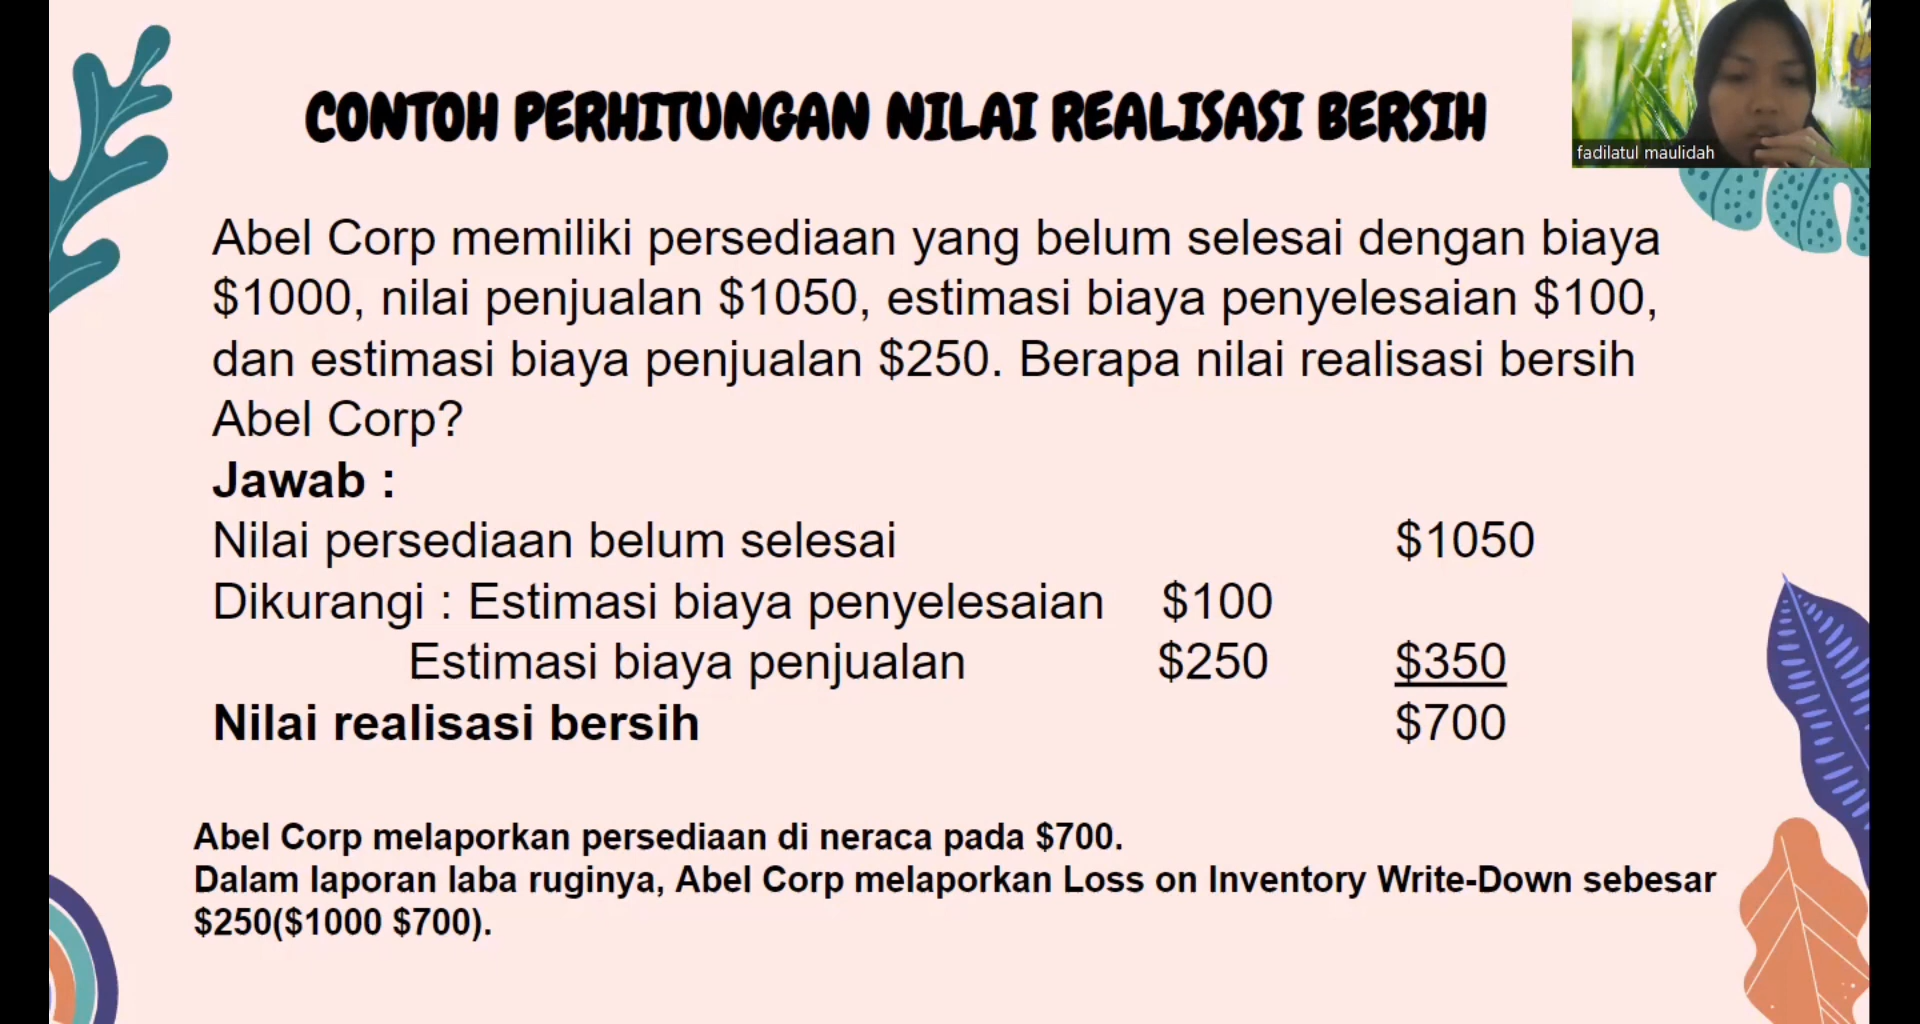 CONTOH PERHITUNGAN NILAI REALISASI BERSIH
fadilatul maulidah
Abel Corp memiliki persediaan yang belum selesai dengan biaya
$1000, nilai penjualan $1050, estimasi biaya penyelesaian $100,
dan estimasi biaya penjualan $250. Berapa nilai realisasi bersih
Abel Corp?
Jawab :
Nilai persediaan belum selesai $1050
Dikurangi : Estimasi biaya penyelesaian $100
Estimasi biaya penjualan $250 $350
Nilai realisasi bersih $700
Abel Corp melaporkan persediaan di neraca pada $700.
Dalam laporan laba ruginya, Abel Corp melaporkan Loss on Inventory Write-Down sebesar
$250($1000 $700).